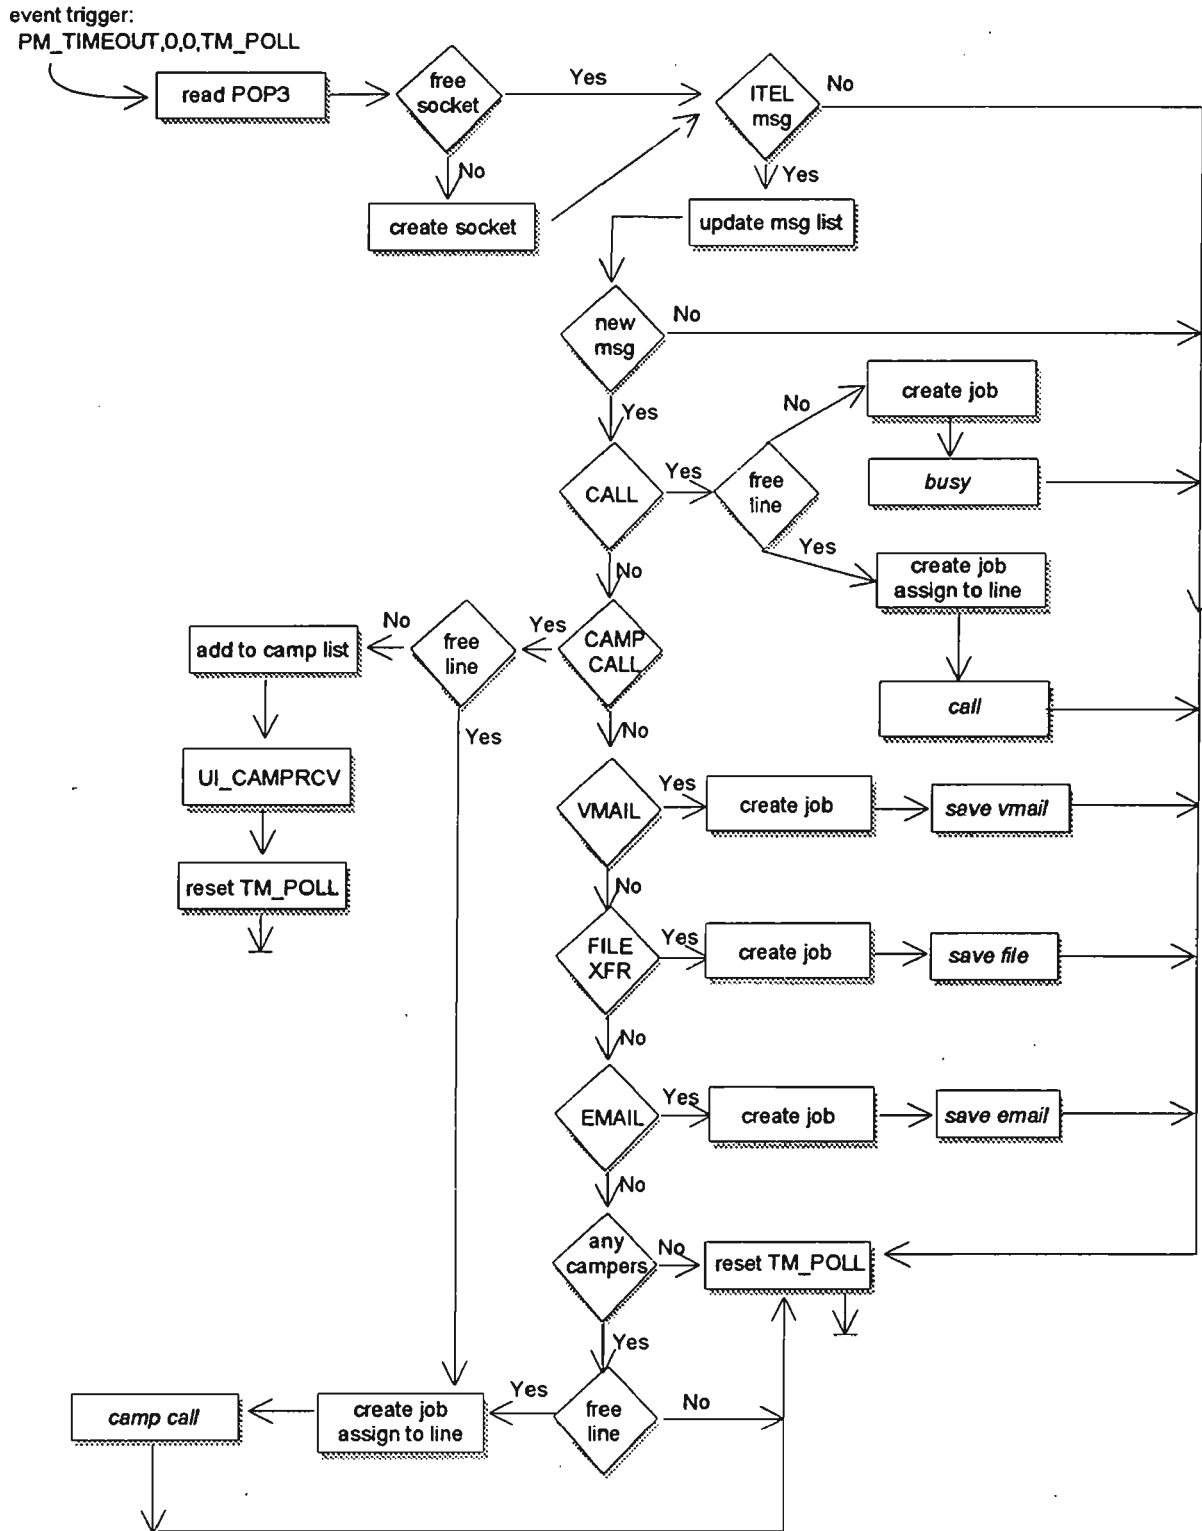 event trigger:
PM_TIMEOUT,0,0,TM_POLL
read POP3
free
socket
Yes
ITEL
msg
No
No
Yes
create socket
update msg list
new
msg
No
Yes
No
create job
CALL
Yes
free
line
busy
Yes
create job
assign to line
No
add to camp list
No
free
line
Yes
CAMP
CALL
call
Yes
No
UI_CAMPRCV
VMAIL
Yes
create job
save vmail
reset TM_POLL
No
FILE
XFR
Yes
create job
save file
No
EMAIL
Yes
create job
save email
No
any
campers
No
reset TM_POLL
Yes
camp call
create job
assign to line
Yes
free
line
No